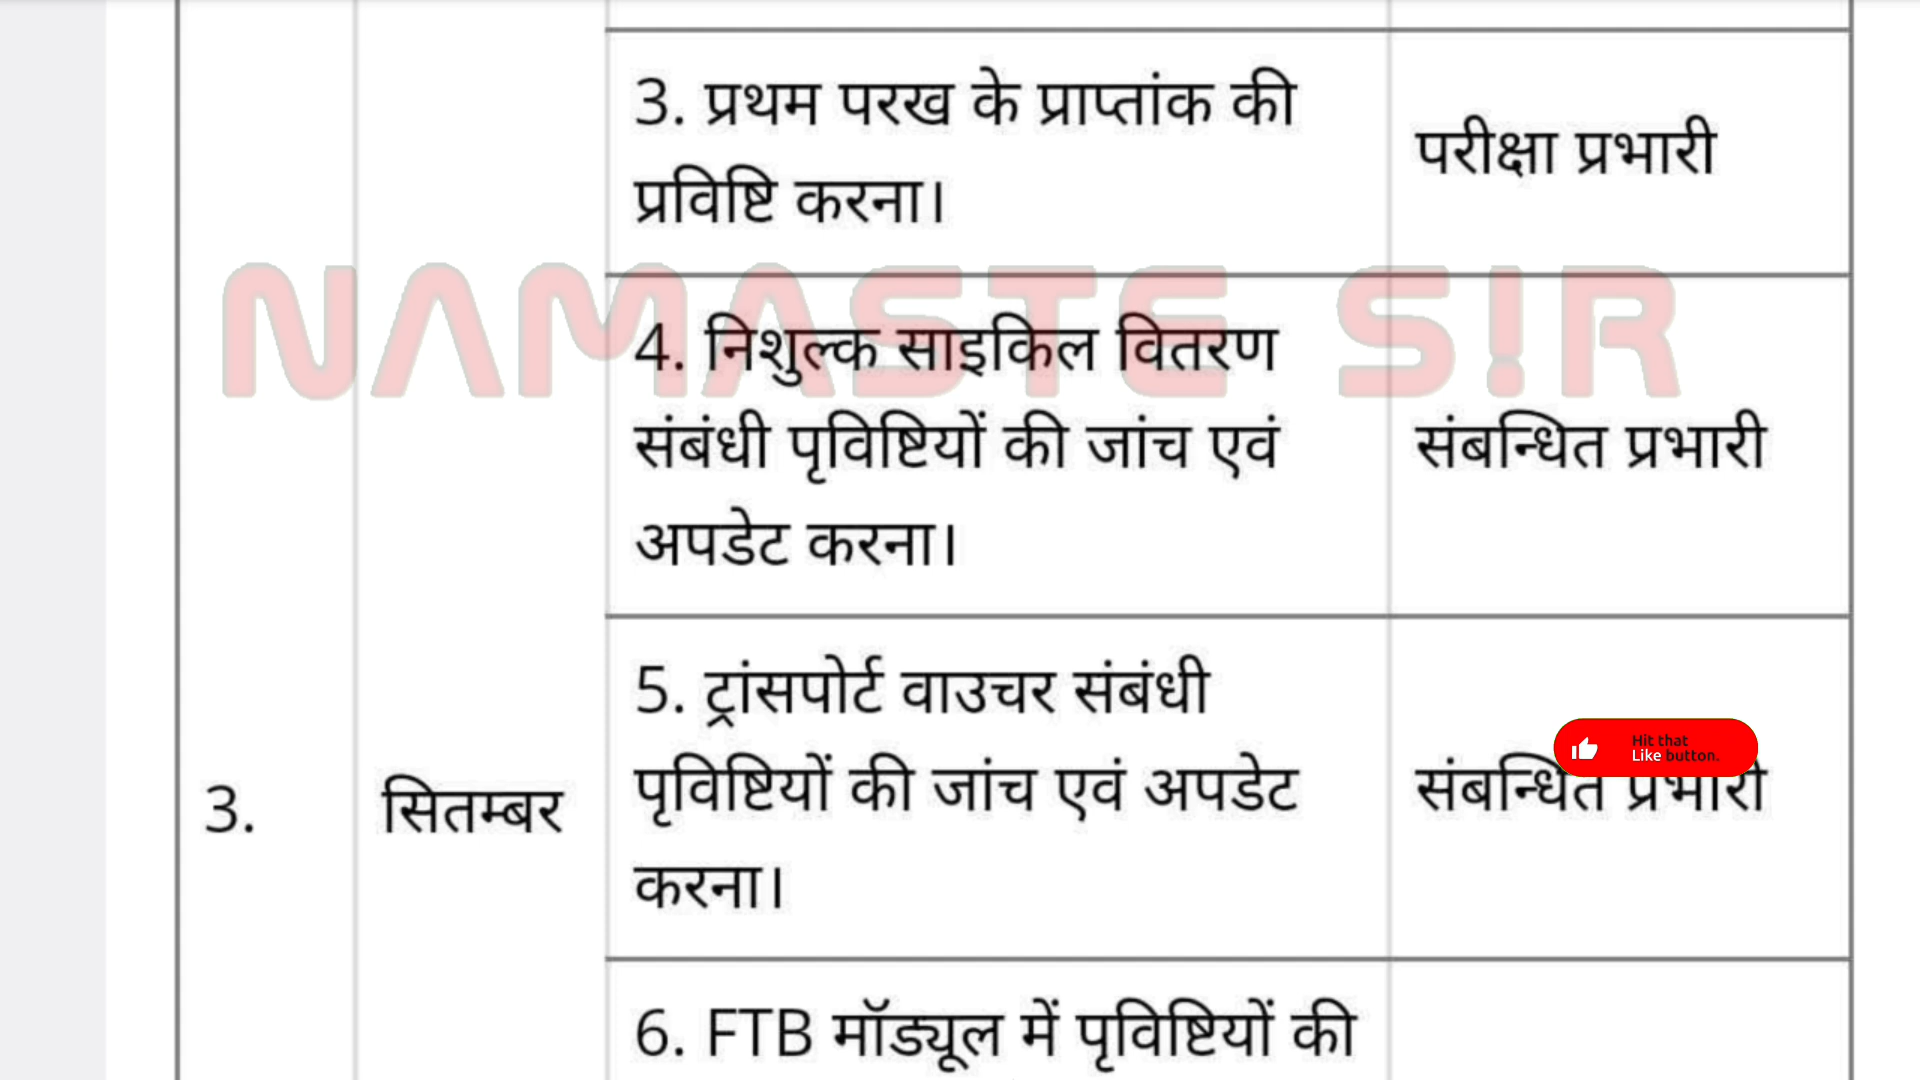 3. प्रथम परख के प्राप्तांक की
प्रविष्टि करना।
परीक्षा प्रभारी
NAMASTE S!R
4. निशुल्क साइकिल वितरण
संबंधी पृविष्टियों की जांच एवं
अपडेट करना।
संबन्धित प्रभारी
3.
सितम्बर
5. ट्रांसपोर्ट वाउचर संबंधी
पृविष्टियों की जांच एवं अपडेट
करना।
संबन्धित प्रभारी
Hit that
Like button.
6. FTB मॉड्यूल में पृविष्टियों की